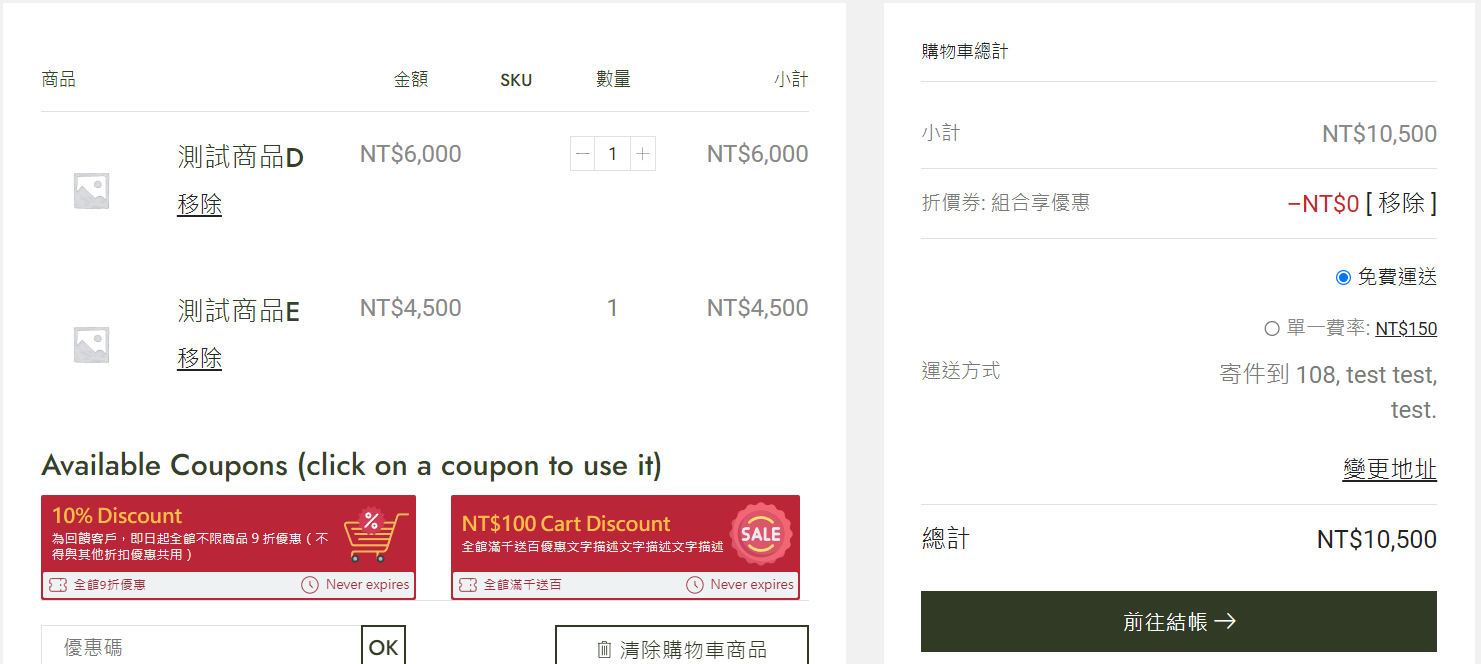 商品 金額 SKU 數量 小計
測試商品D NT$6,000 1 NT$6,000
移除
測試商品E NT$4,500 1 NT$4,500
移除
Available Coupons (click on a coupon to use it)
10% Discount
為回饋客戶，即日起全館不限商品 9 折優惠 ( 不
得與其他折扣優惠共用 )
全館9折優惠 Never expires
NT$100 Cart Discount
全館滿千送百優惠文字描述文字描述文字描述
SALE
全館滿千送百 Never expires
優惠碼 OK 清除購物車商品
購物車總計
小計 NT$10,500
折價券: 組合享優惠 −NT$0 [ 移除 ]
免費運送
單一費率: NT$150
運送方式 寄件到 108, test test,
test.
變更地址
總計 NT$10,500
前往結帳 →